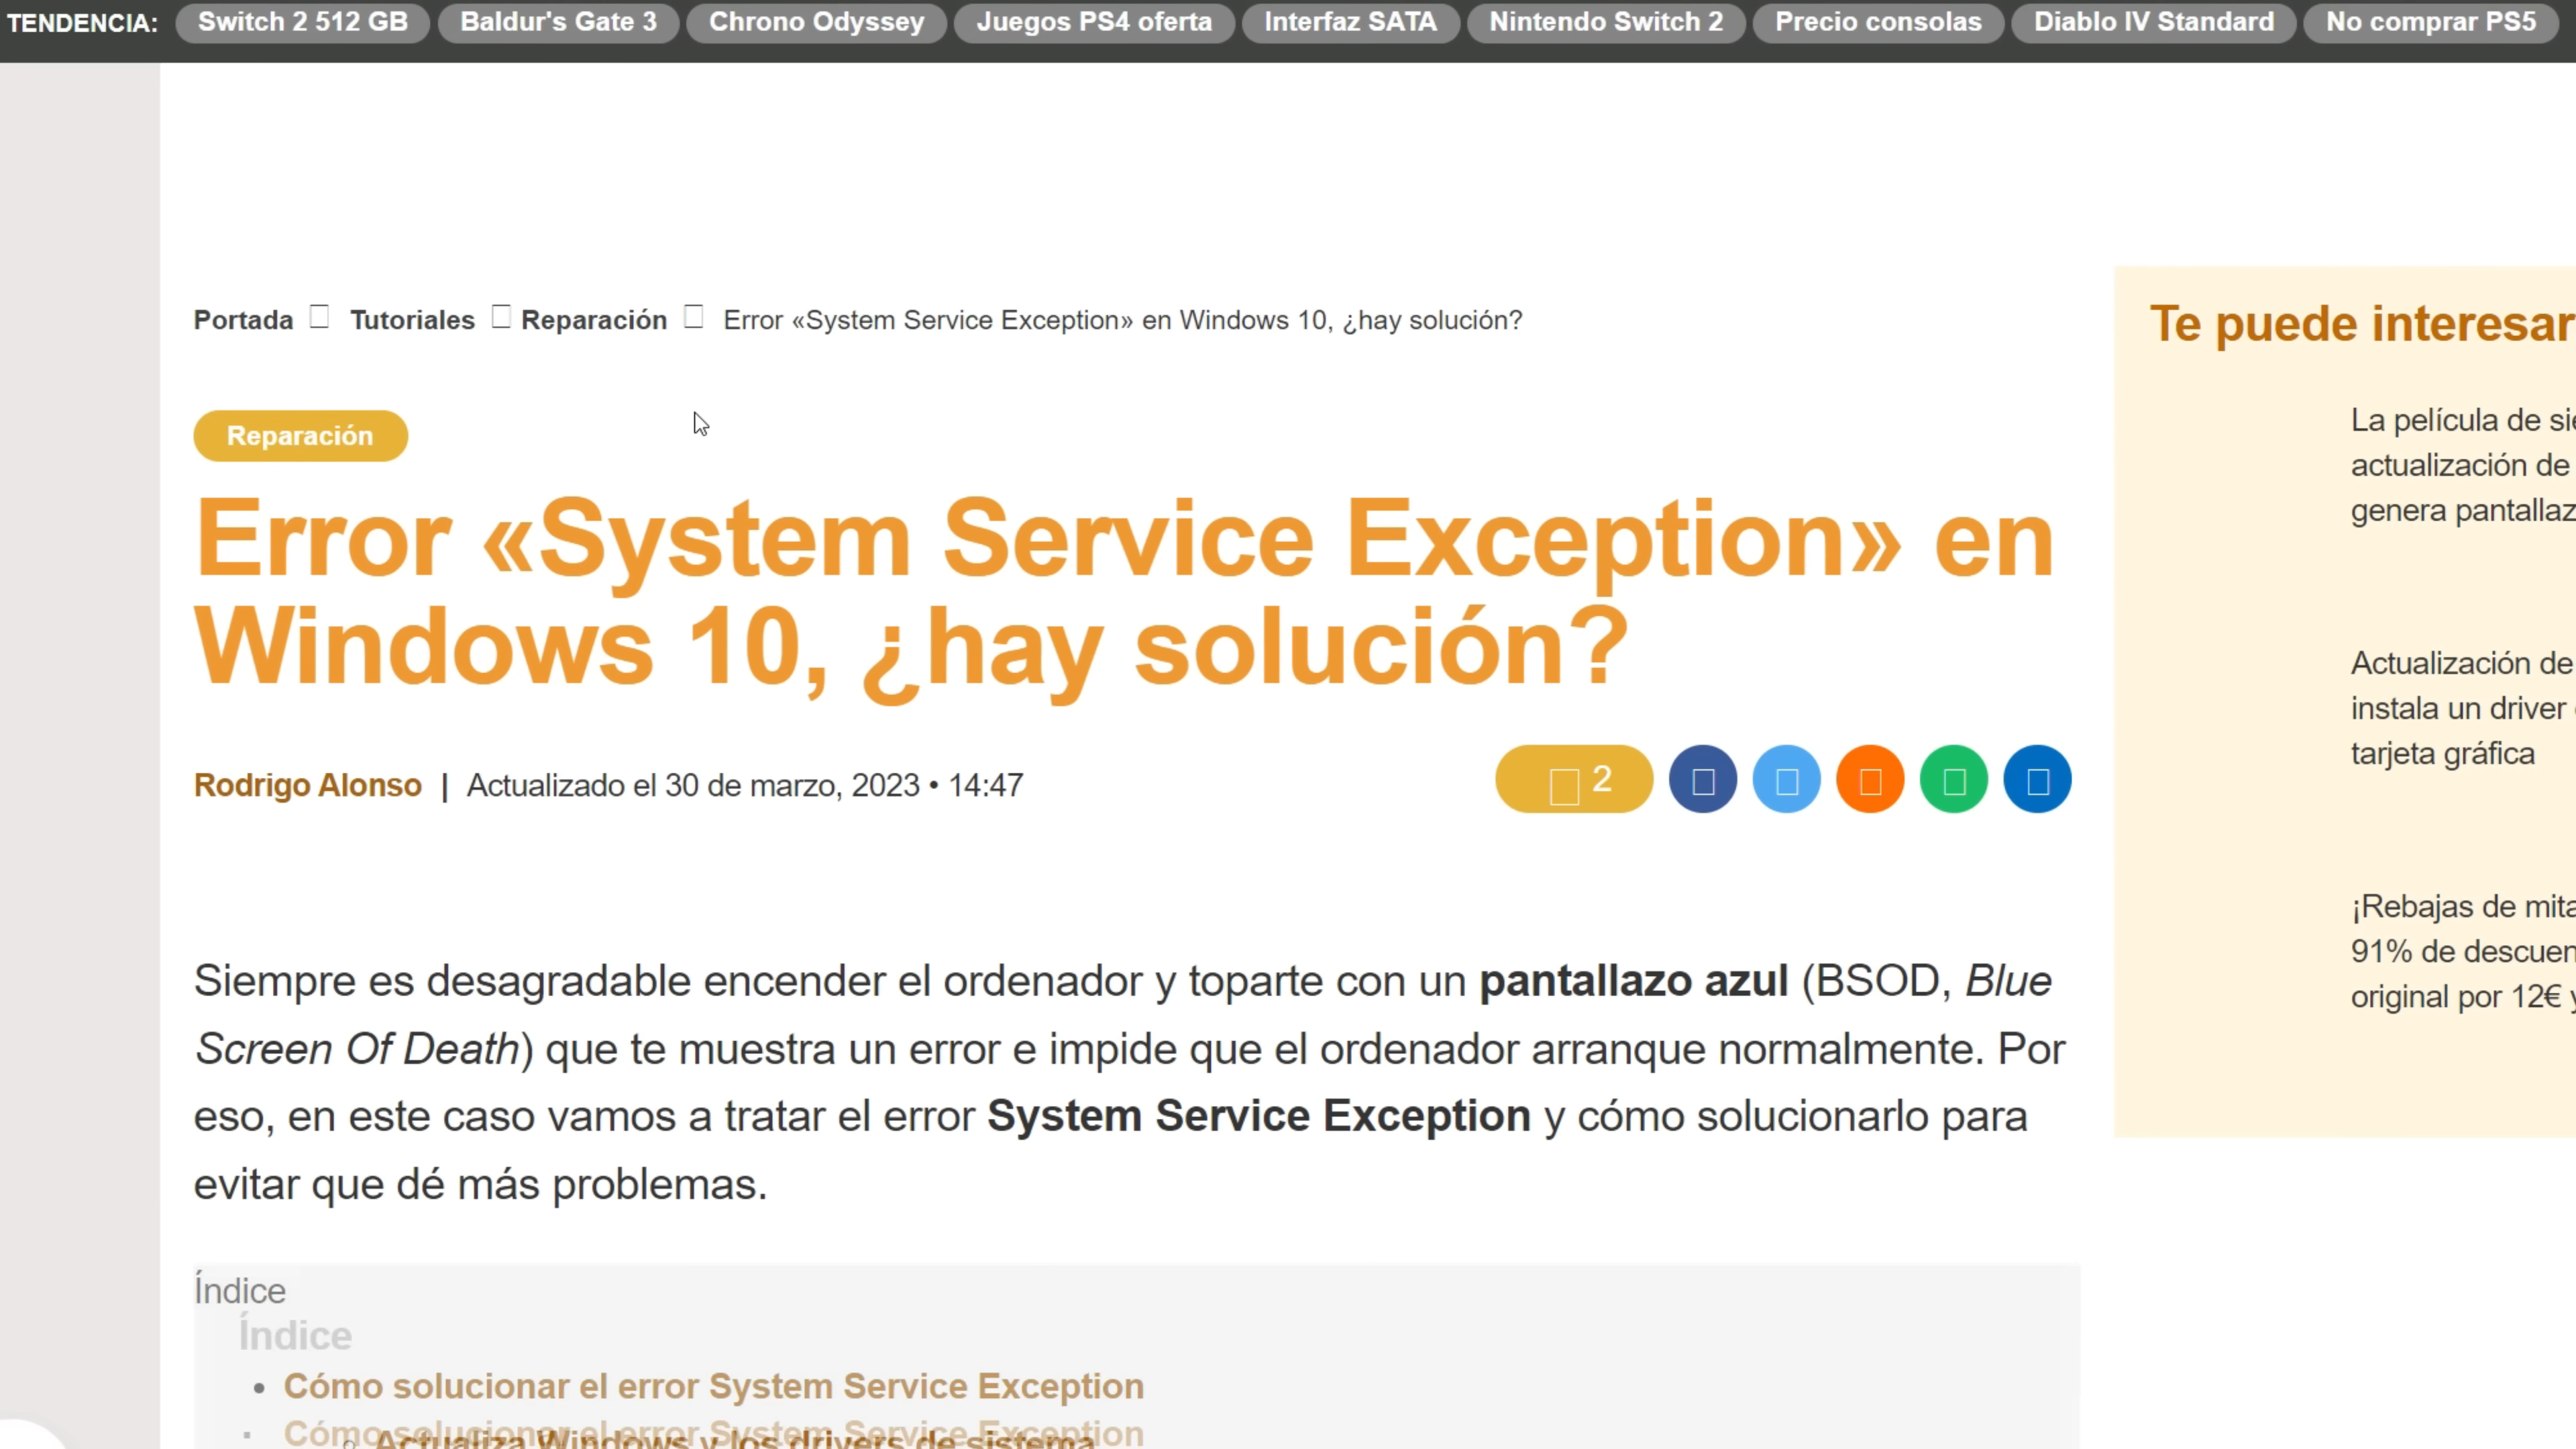 TENDENCIA: Switch 2 512 GB Baldur's Gate 3 Chrono Odyssey Juegos PS4 oferta Interfaz SATA Nintendo Switch 2 Precio consolas Diablo IV Standard No comprar PS5
Portada Tutoriales Reparación Error «System Service Exception» en Windows 10, ¿hay solución?
Reparación
Error «System Service Exception» en
Windows 10, ¿hay solución?
Rodrigo Alonso | Actualizado el 30 de marzo, 2023 • 14:47
2
Siempre es desagradable encender el ordenador y toparte con un pantallazo azul (BSOD, Blue
Screen Of Death) que te muestra un error e impide que el ordenador arranque normalmente. Por
eso, en este caso vamos a tratar el error System Service Exception y cómo solucionarlo para
evitar que dé más problemas.
Índice
Índice
• Cómo solucionar el error System Service Exception
Cómo solucionar el error System Service Exception
Actualiza Windows y los drivers de sistema
Te puede interesar
La película de
actualización de
genera
Actualización de
instala un driver
tarjeta gráfica
¡Rebajas de
91% de
original por 12€ y